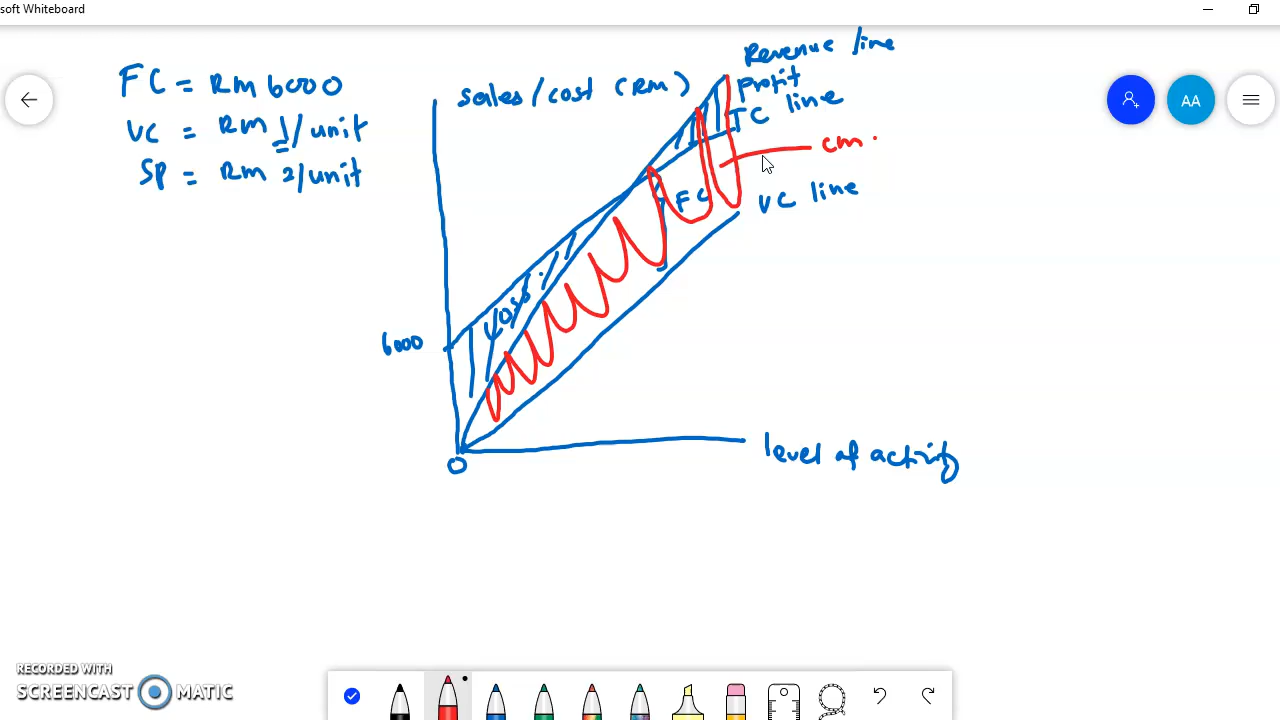 soft Whiteboard
FC = Rm 6000
VC = Rm 1/unit
SP = Rm 2/unit
sales/cost (RM)
Revenue line
Profit
TC line
cm
FC
VC line
Loss
6000
0
level of activity
AA
RECORDED WITH
SCREENCAST MATIC